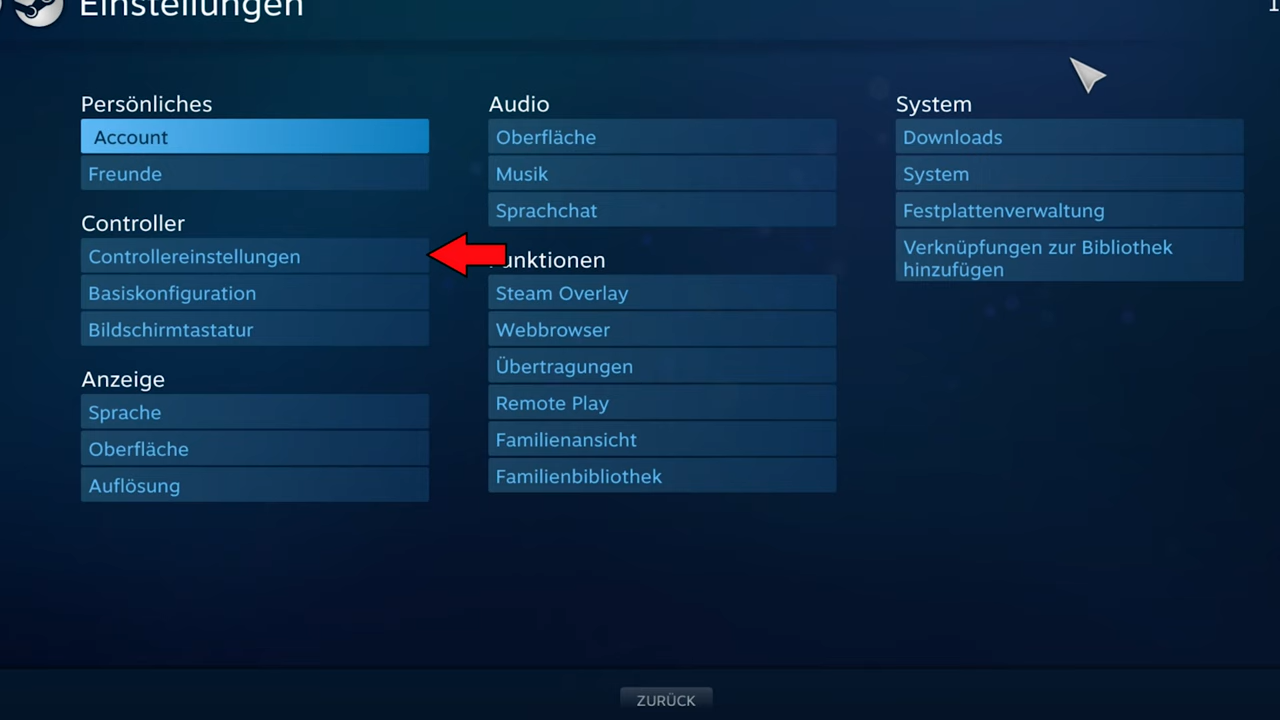 Einstellungen
Persönliches
Account
Freunde
Controller
Controllereinstellungen
Basiskonfiguration
Bildschirmtastatur
Anzeige
Sprache
Oberfläche
Auflösung
Audio
Oberfläche
Musik
Sprachchat
unktionen
Steam Overlay
Webbrowser
Übertragungen
Remote Play
Familienansicht
Familienbibliothek
System
Downloads
System
Festplattenverwaltung
Verknüpfungen zur Bibliothek
hinzufügen
ZURÜCK